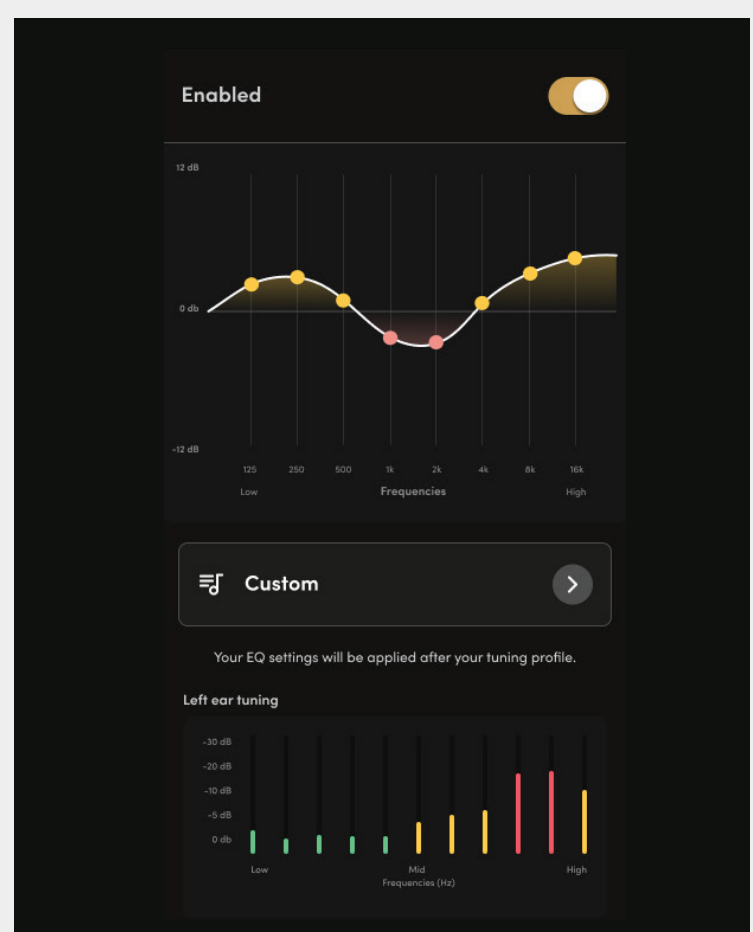 Enabled
12 dB
0 db
-12 dB
125 250 500 1k 2k 4k 8k 16k
Low Frequencies High
Custom
Your EQ settings will be applied after your tuning profile.
Left ear tuning
-30 dB
-20 dB
-10 dB
-5 dB
0 db
Low Mid High
Frequencies (Hz)